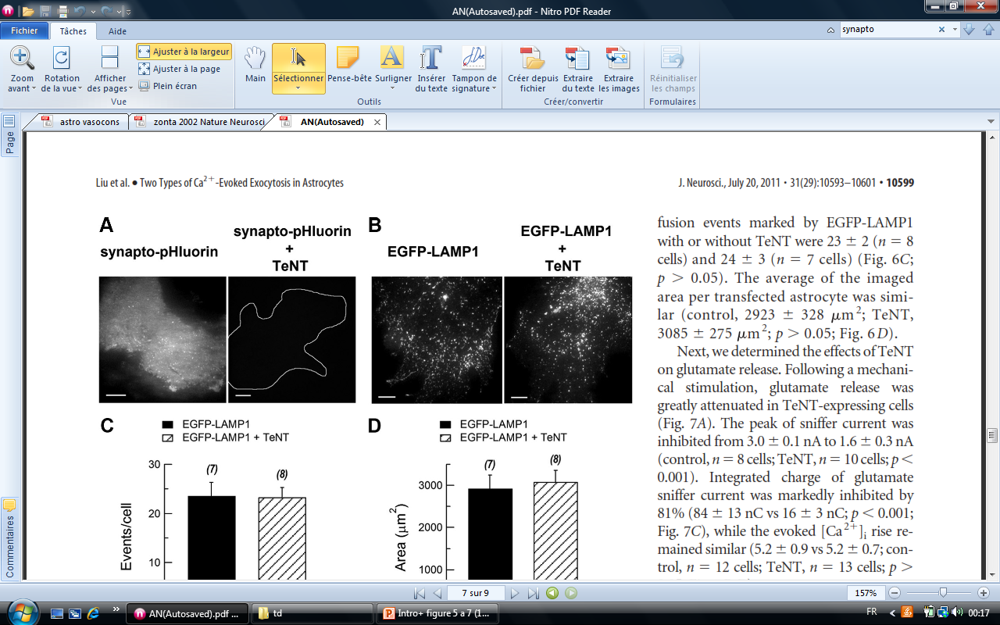 AN(Autosaved).pdf - Nitro PDF Reader
Fichier
Tâches
Aide
synapto
Zoom avant
Rotation de la vue
Afficher des pages
Ajuster à la largeur
Ajuster à la page
Plein écran
Vue
Main
Sélectionner
Pense-bête
Surligner
Insérer du texte
Tampon de signature
Outils
Créer depuis fichier
Extraire du texte
Extraire les images
Créer/convertir
Réinitialiser les champs
Formulaires
astro vasocons
zonta 2002 Nature Neurosci
AN(Autosaved)
Page
Commentaires
Liu et al. • Two Types of Ca2+-Evoked Exocytosis in Astrocytes
J. Neurosci., July 20, 2011 • 31(29):10593–10601 • 10599
A
synapto-pHluorin
synapto-pHluorin
+
TeNT
B
EGFP-LAMP1
EGFP-LAMP1
+
TeNT
C
EGFP-LAMP1
EGFP-LAMP1 + TeNT
Events/cell
30
20
10
(7)
(8)
D
EGFP-LAMP1
EGFP-LAMP1 + TeNT
Area (μm2)
3000
2000
1000
(7)
(8)
fusion events marked by EGFP-LAMP1
with or without TeNT were 23 ± 2 (n = 8
cells) and 24 ± 3 (n = 7 cells) (Fig. 6C;
p > 0.05). The average of the imaged
area per transfected astrocyte was simi-
lar (control, 2923 ± 328 μm2; TeNT,
3085 ± 275 μm2; p > 0.05; Fig. 6D).
Next, we determined the effects of TeNT
on glutamate release. Following a mechani-
cal stimulation, glutamate release was
greatly attenuated in TeNT-expressing cells
(Fig. 7A). The peak of sniffer current was
inhibited from 3.0 ± 0.1 nA to 1.6 ± 0.3 nA
(control, n = 8 cells; TeNT, n = 10 cells; p <
0.001). Integrated charge of glutamate
sniffer current was markedly inhibited by
81% (84 ± 13 nC vs 16 ± 3 nC; p < 0.001;
Fig. 7C), while the evoked [Ca2+]i rise re-
mained similar (5.2 ± 0.9 vs 5.2 ± 0.7; con-
trol, n = 12 cells; TeNT, n = 13 cells; p >
7 sur 9
157%
AN(Autosaved).pdf ...
td
Intro+ figure 5 a 7 (1...
FR
00:17